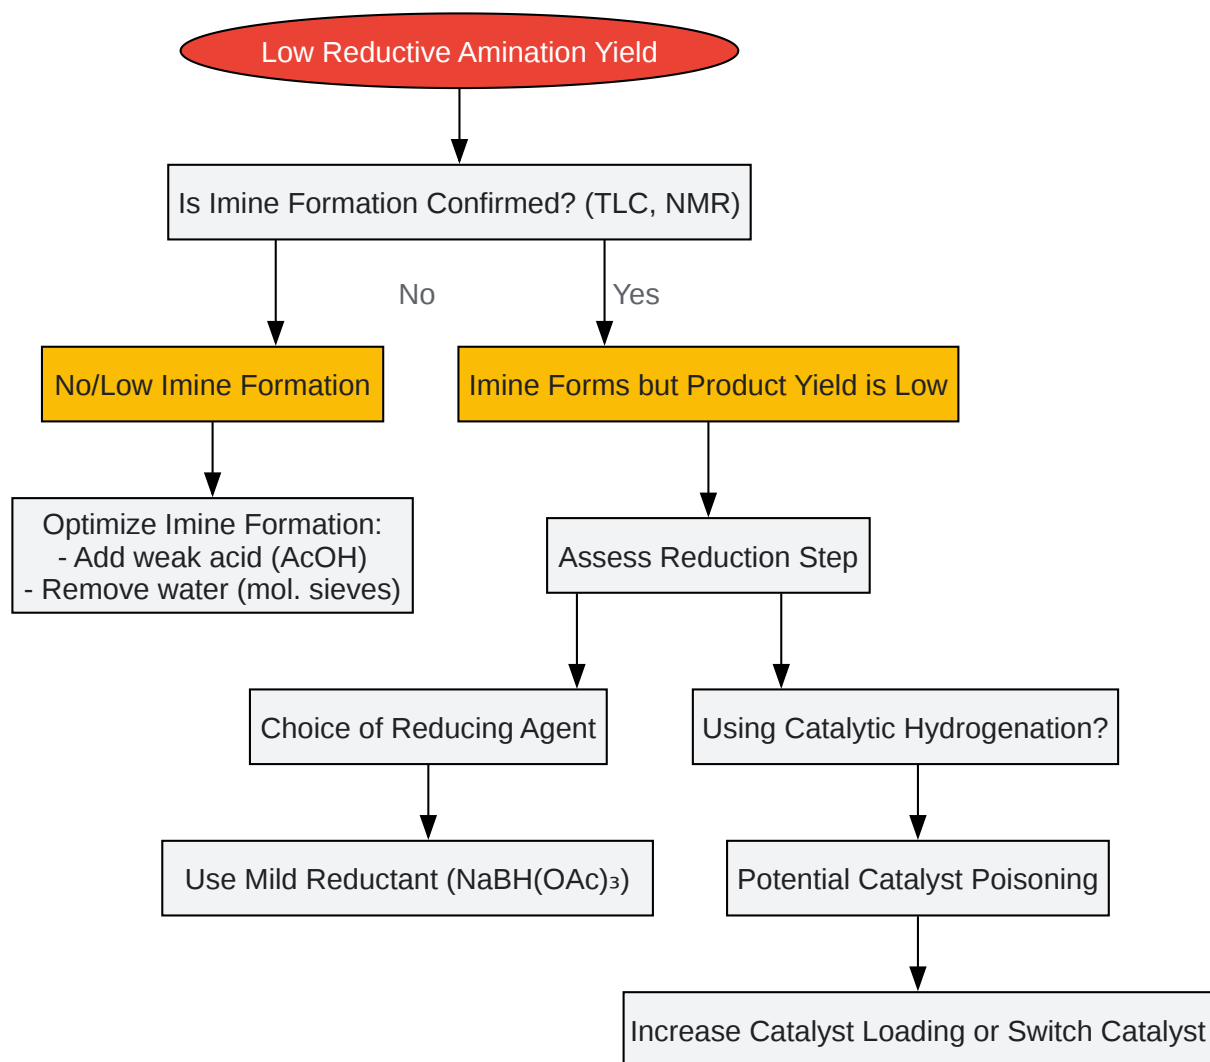 Low Reductive Amination Yield
Is Imine Formation Confirmed? (TLC, NMR)
No
Yes
No/Low Imine Formation
Imine Forms but Product Yield is Low
Optimize Imine Formation:
- Add weak acid (AcOH)
- Remove water (mol. sieves)
Assess Reduction Step
Choice of Reducing Agent
Using Catalytic Hydrogenation?
Use Mild Reductant (NaBH(OAc)₃)
Potential Catalyst Poisoning
Increase Catalyst Loading or Switch Catalyst